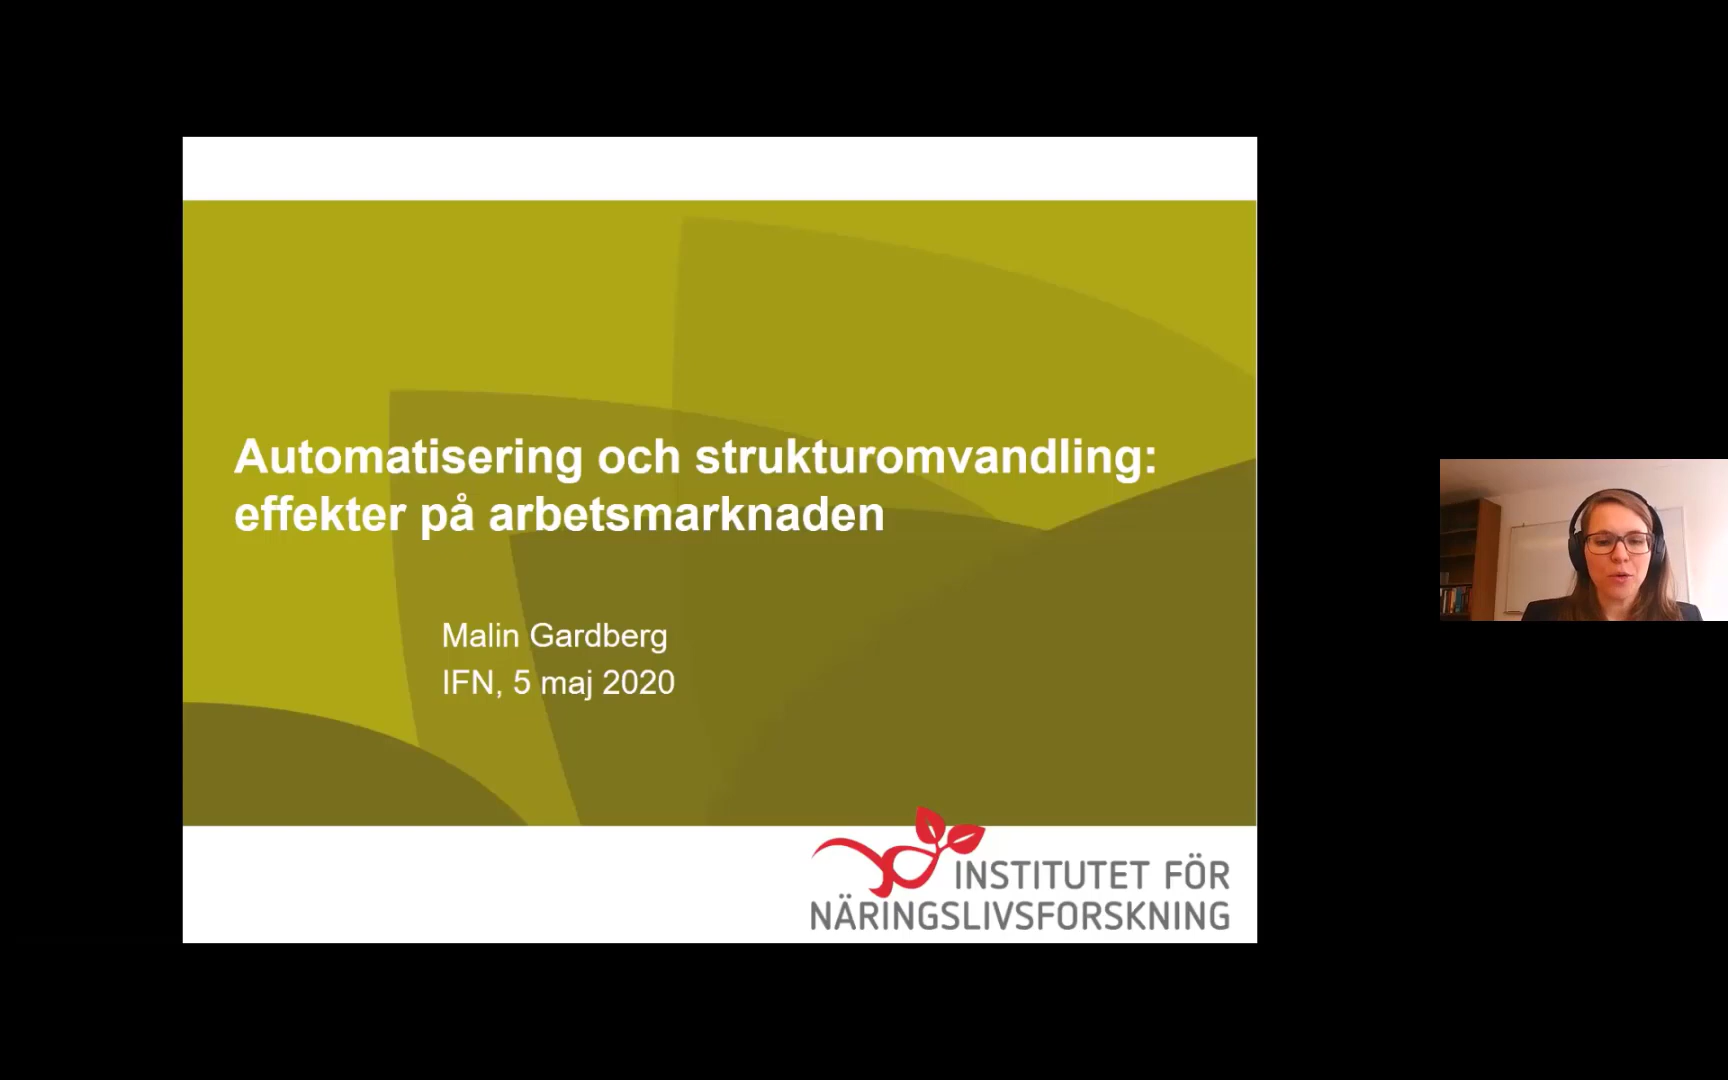 Automatisering och strukturomvandling:
effekter på arbetsmarknaden
Malin Gardberg
IFN, 5 maj 2020
INSTITUTET FÖR
NÄRINGSLIVSFORSKNING